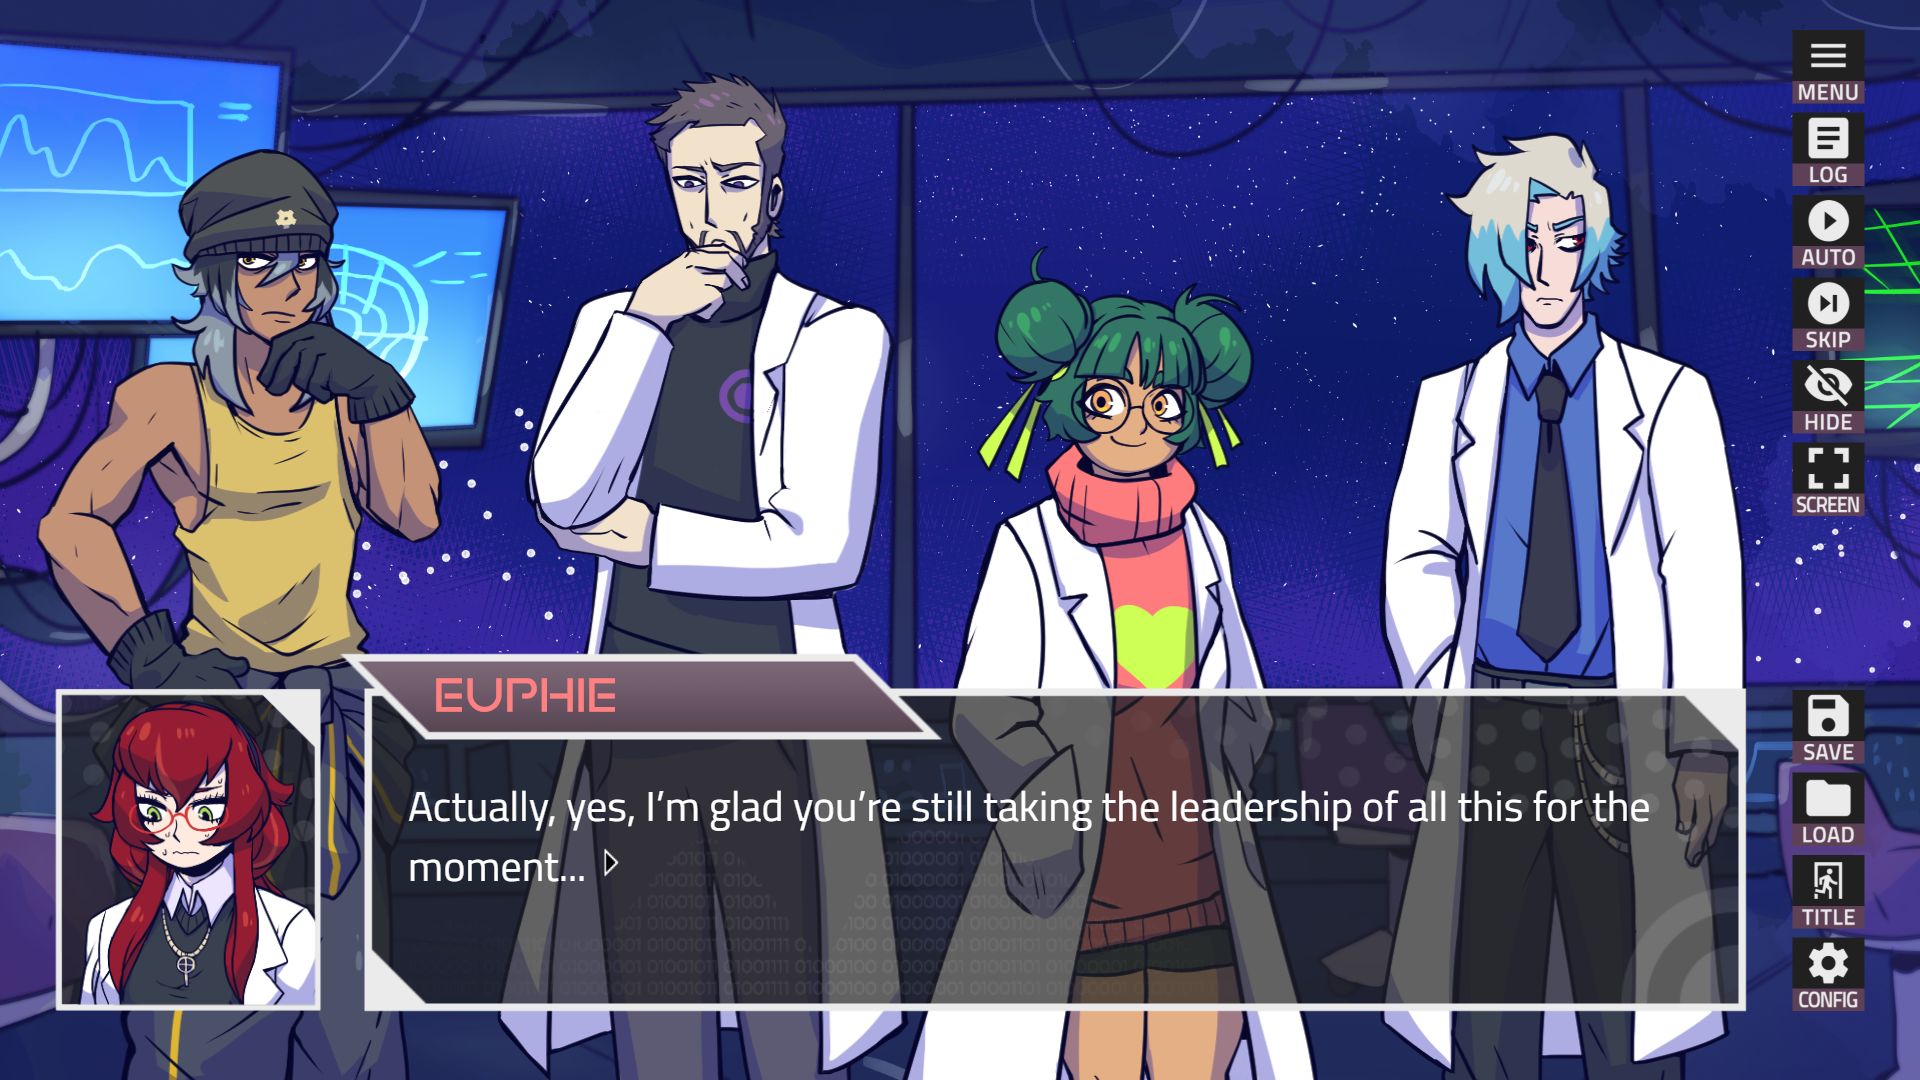 MENU
LOG
AUTO
SKIP
HIDE
SCREEN
EUPHIE
Actually, yes, I'm glad you're still taking the leadership of all this for the
moment...
SAVE
LOAD
TITLE
CONFIG